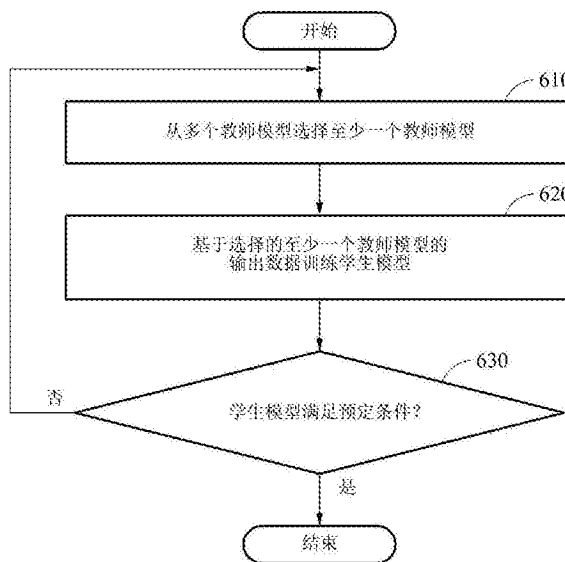 开始
610
从多个教师模型选择至少一个教师模型
620
基于选择的至少一个教师模型的
输出数据训练学生模型
630
否
学生模型满足预定条件?
是
结束